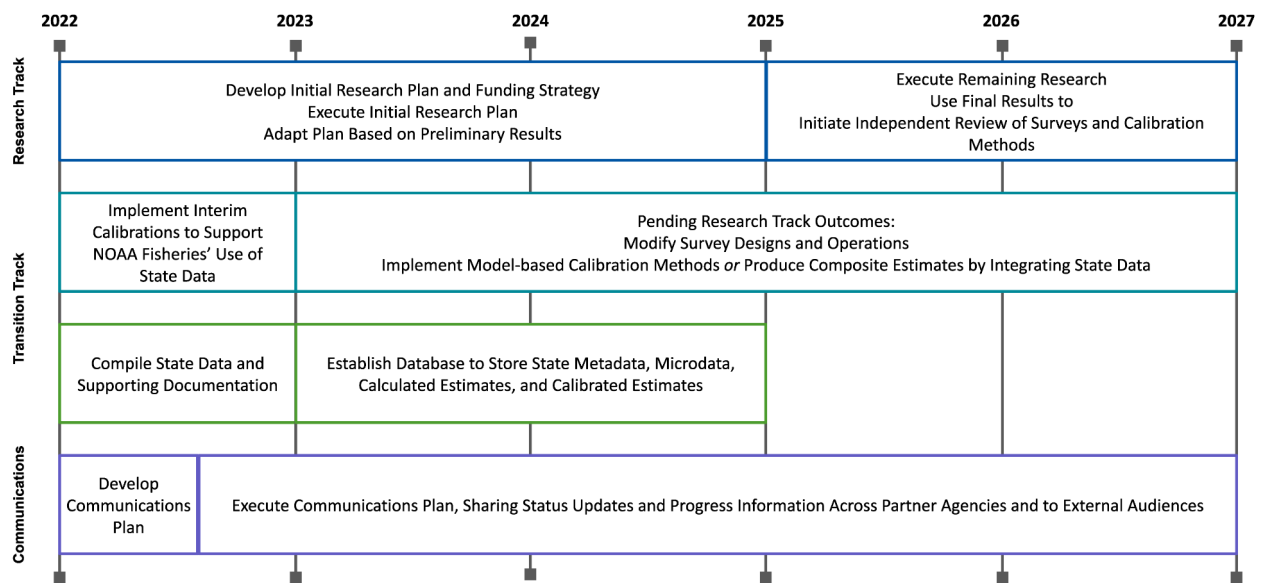 2022 2023 2024 2025 2026 2027
Research Track
Develop Initial Research Plan and Funding Strategy
Execute Initial Research Plan
Adapt Plan Based on Preliminary Results
Execute Remaining Research
Use Final Results to
Initiate Independent Review of Surveys and Calibration
Methods
Transition Track
Implement Interim
Calibrations to Support
NOAA Fisheries’ Use of
State Data
Pending Research Track Outcomes:
Modify Survey Designs and Operations
Implement Model-based Calibration Methods or Produce Composite Estimates by Integrating State Data
Compile State Data and
Supporting Documentation
Establish Database to Store State Metadata, Microdata,
Calculated Estimates, and Calibrated Estimates
Communications
Develop
Communications
Plan
Execute Communications Plan, Sharing Status Updates and Progress Information Across Partner Agencies and to External Audiences